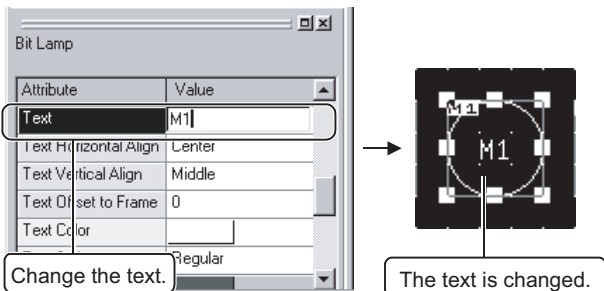 Bit Lamp
Attribute Value
Text M1
Text Horizontal Align Center
Text Vertical Align Middle
Text Offset to Frame 0
Text Color
Regular
Change the text.
M1
M1
The text is changed.